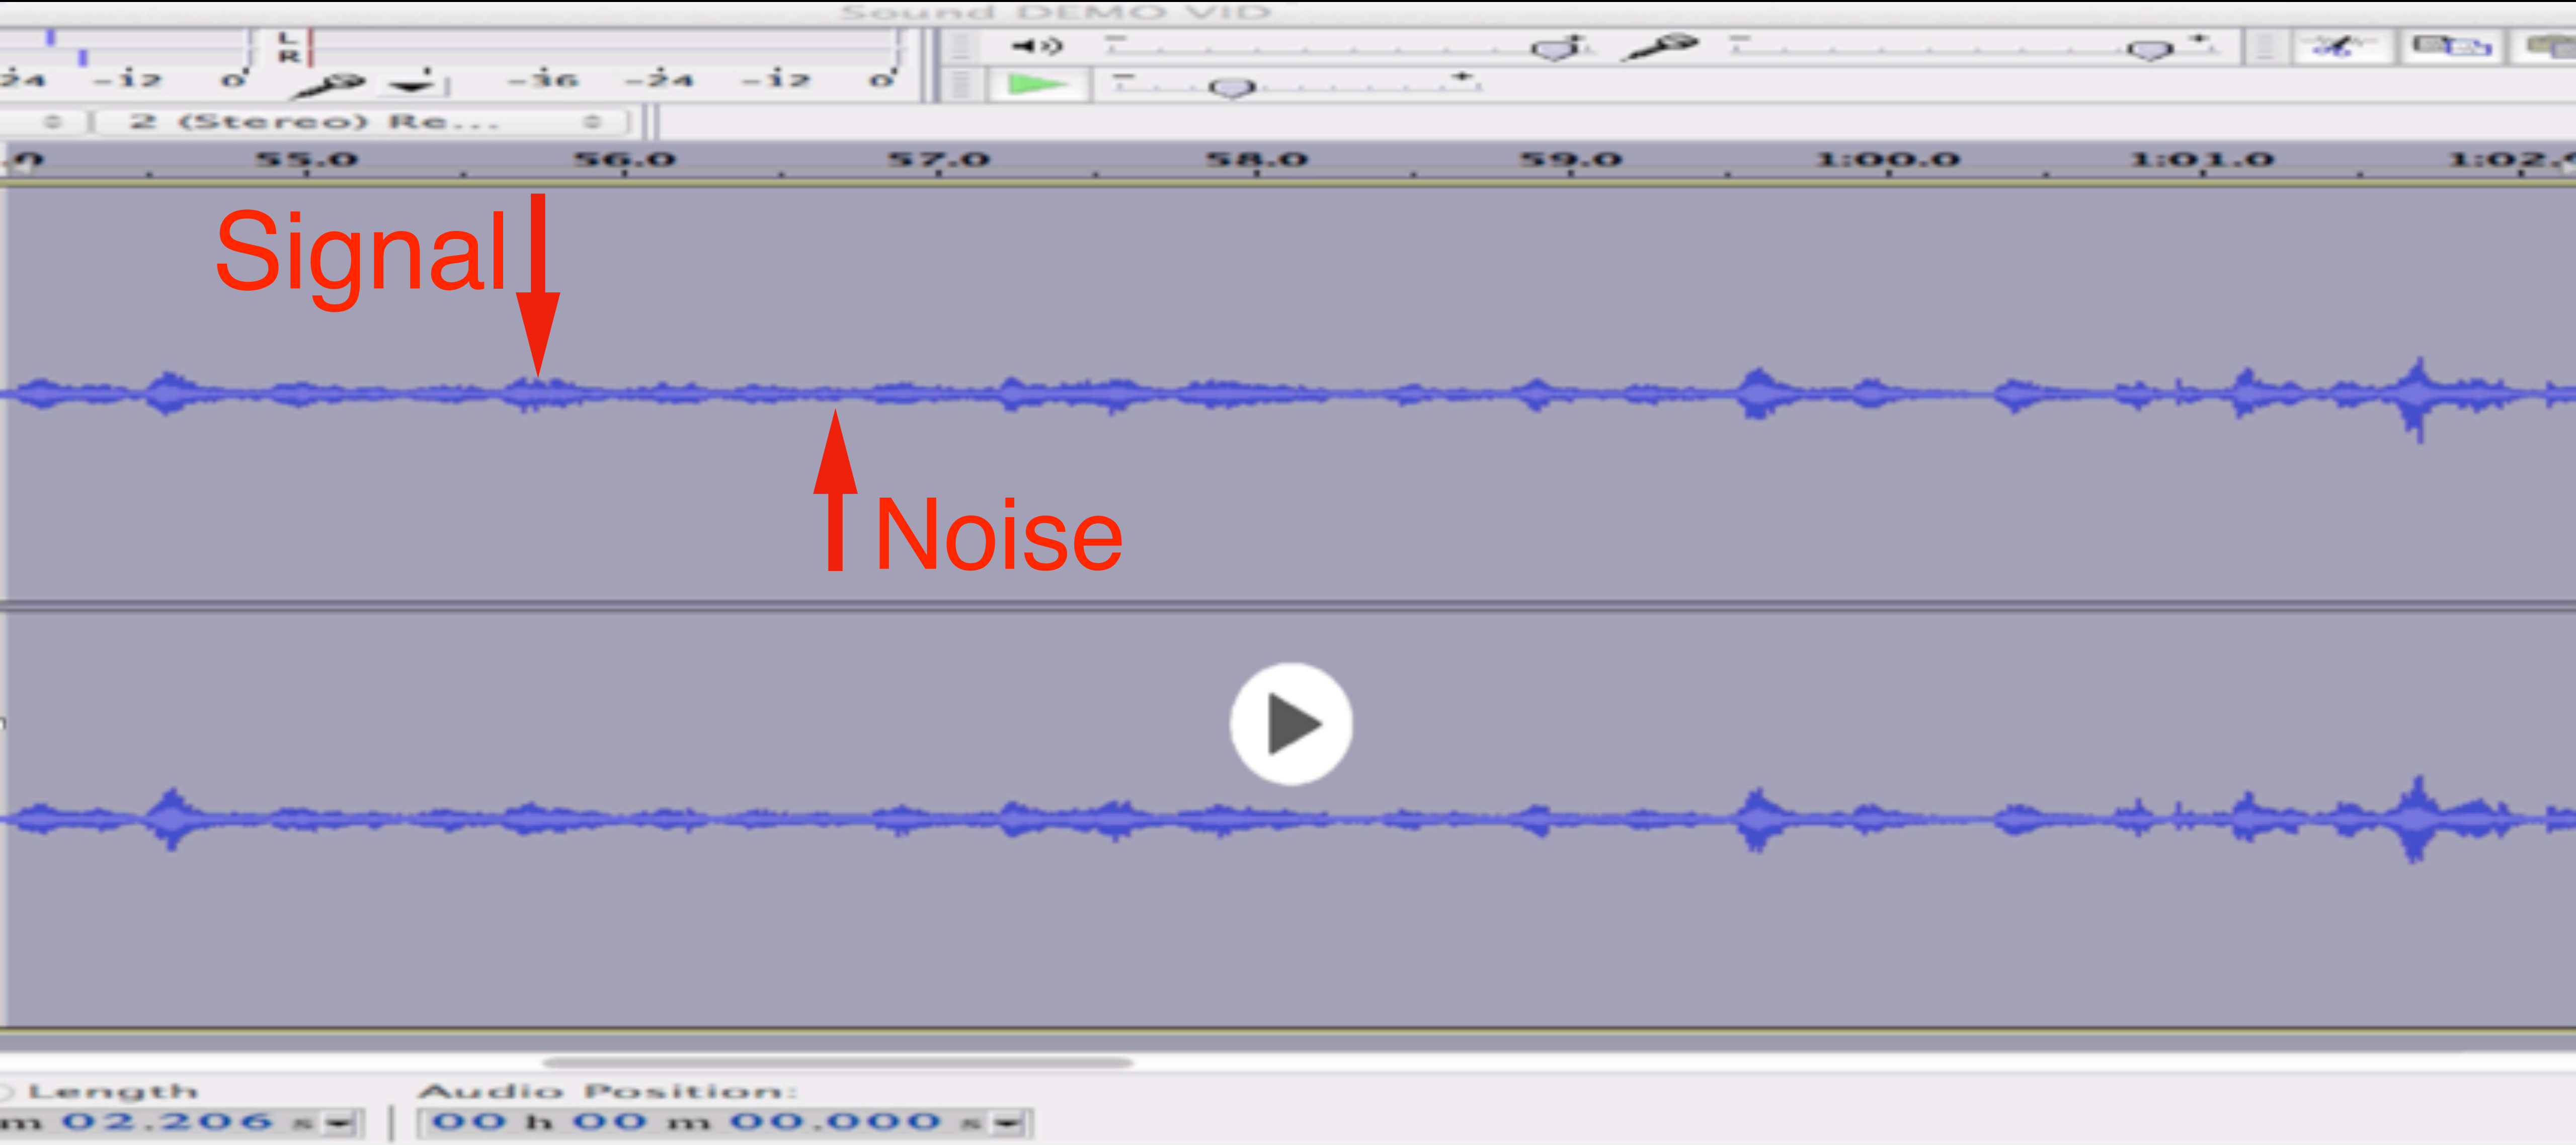 Sound DEMO VID
L
R
24 -12 0 -36 -24 -12 0
2 (Stereo) Re...
55.0 56.0 57.0 58.0 59.0 1:00.0 1:01.0 1:02.
Signal
Noise
Length Audio Position:
m 02.206 s 00 h 00 m 00.000 s